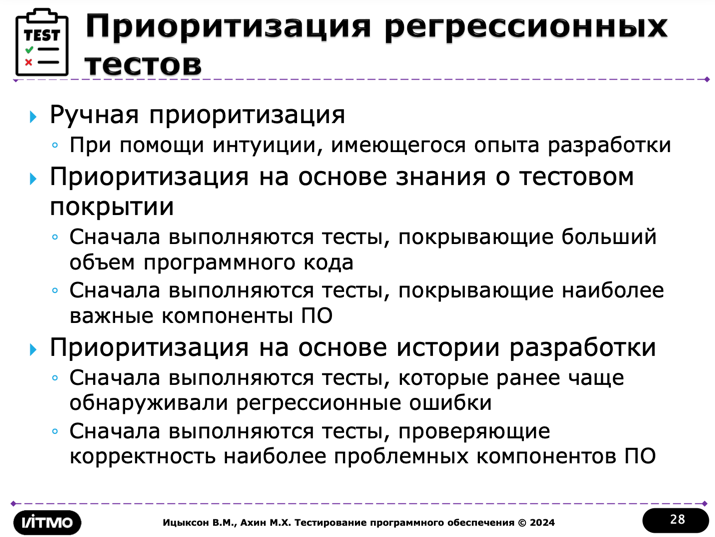 TEST
Приоритизация регрессионных
тестов
Ручная приоритизация
При помощи интуиции, имеющегося опыта разработки
Приоритизация на основе знания о тестовом
покрытии
Сначала выполняются тесты, покрывающие больший
объем программного кода
Сначала выполняются тесты, покрывающие наиболее
важные компоненты ПО
Приоритизация на основе истории разработки
Сначала выполняются тесты, которые ранее чаще
обнаруживали регрессионные ошибки
Сначала выполняются тесты, проверяющие
корректность наиболее проблемных компонентов ПО
ИТМО
Ицыксон В.М., Ахин М.Х. Тестирование программного обеспечения © 2024
28